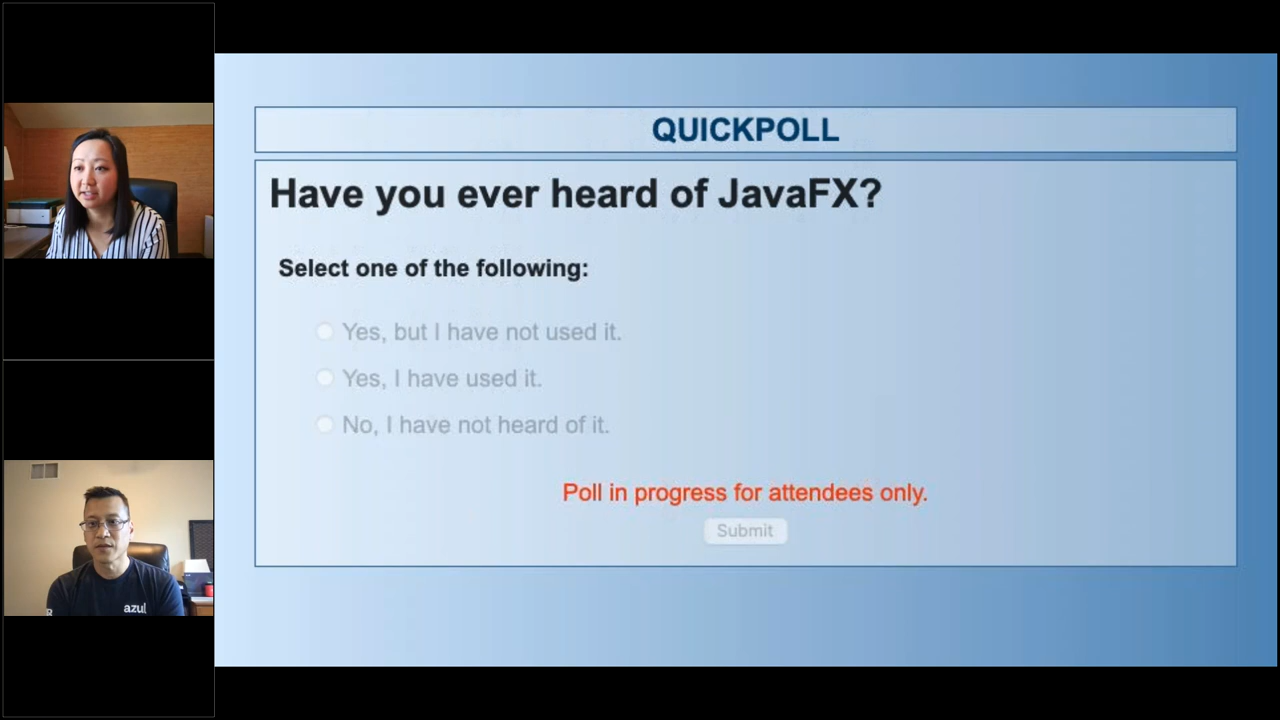 QUICKPOLL
Have you ever heard of JavaFX?
Select one of the following:
Yes, but I have not used it.
Yes, I have used it.
No, I have not heard of it.
Poll in progress for attendees only.
Submit
azul